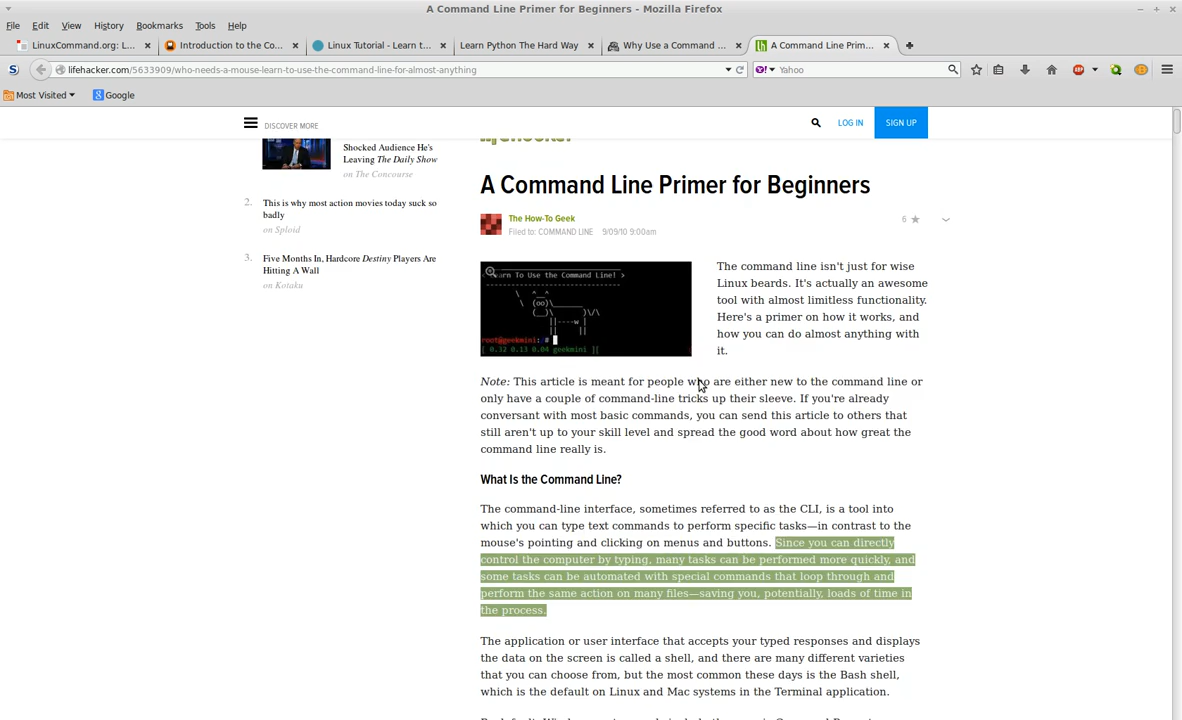 A Command Line Primer for Beginners - Mozilla Firefox
File Edit View History Bookmarks Tools Help
LinuxCommand.org: L... × Introduction to the Co... × Linux Tutorial - Learn t... × Learn Python The Hard Way × Why Use a Command ... × A Command Line Prim... ×
lifehacker.com/5633909/who-needs-a-mouse-learn-to-use-the-command-line-for-almost-anything
Yahoo
Most Visited Google
DISCOVER MORE
LOG IN SIGN UP
Shocked Audience He's
Leaving The Daily Show
on The Concourse
2. This is why most action movies today suck so
badly
on Sploid
3. Five Months In, Hardcore Destiny Players Are
Hitting A Wall
on Kotaku
A Command Line Primer for Beginners
The How-To Geek
Filed to: COMMAND LINE 9/09/10 9:00am
6
To Use the Command Line! >
root@geekmini: #
[ 0.12 0.13 0.04 geekmini ]
The command line isn't just for wise
Linux beards. It's actually an awesome
tool with almost limitless functionality.
Here's a primer on how it works, and
how you can do almost anything with
it.
Note: This article is meant for people who are either new to the command line or
only have a couple of command-line tricks up their sleeve. If you're already
conversant with most basic commands, you can send this article to others that
still aren't up to your skill level and spread the good word about how great the
command line really is.
What Is the Command Line?
The command-line interface, sometimes referred to as the CLI, is a tool into
which you can type text commands to perform specific tasks—in contrast to the
mouse's pointing and clicking on menus and buttons. Since you can directly
control the computer by typing, many tasks can be performed more quickly, and
some tasks can be automated with special commands that loop through and
perform the same action on many files—saving you, potentially, loads of time in
the process.
The application or user interface that accepts your typed responses and displays
the data on the screen is called a shell, and there are many different varieties
that you can choose from, but the most common these days is the Bash shell,
which is the default on Linux and Mac systems in the Terminal application.